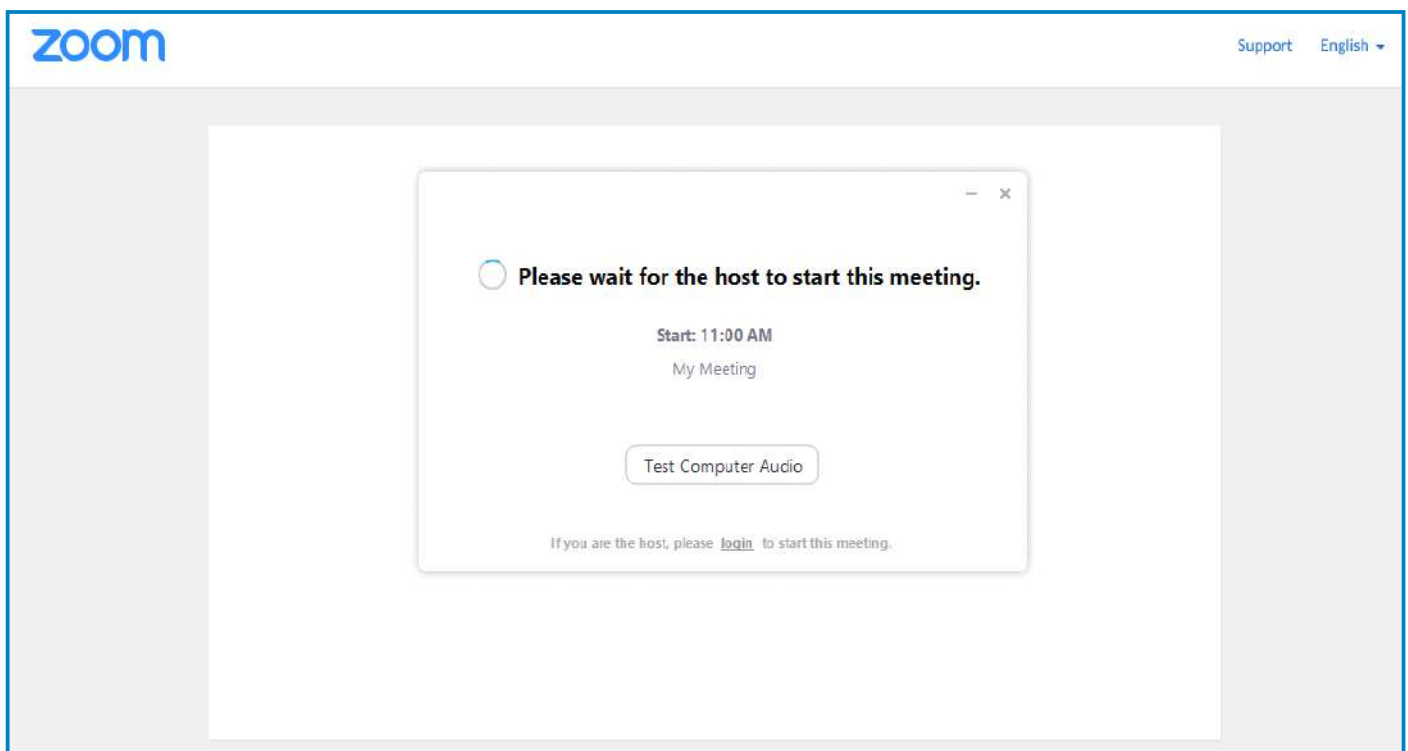 zoom
Support English
Please wait for the host to start this meeting.
Start: 11:00 AM
My Meeting
Test Computer Audio
If you are the host, please login to start this meeting.